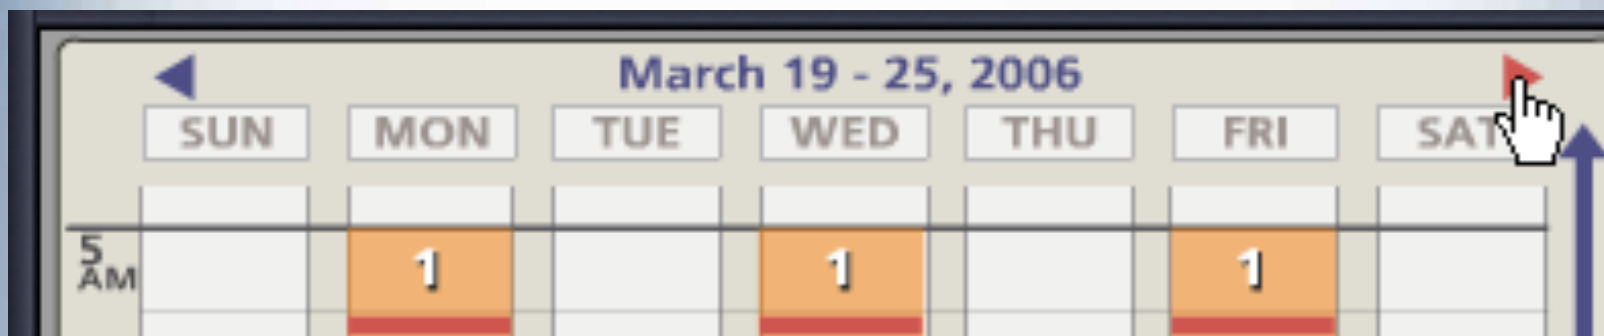 March 19 - 25, 2006
SUN MON TUE WED THU FRI SAT
5 AM 1 1 1